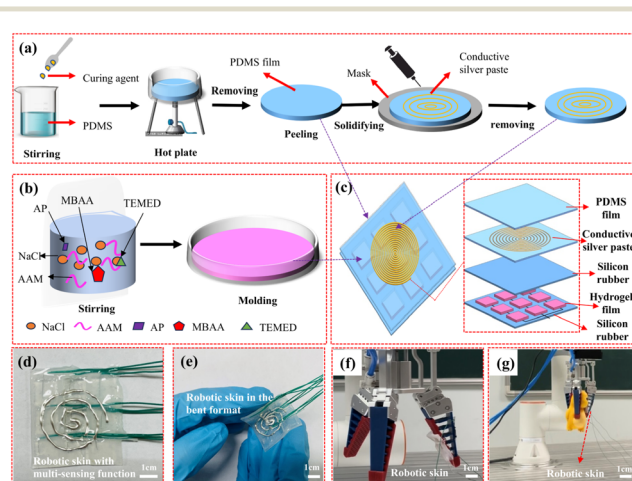 (a)
Curing agent
PDMS
Stirring
Hot plate
Removing
PDMS film
Peeling
Mask
Solidifying
Conductive
silver paste
removing
(b)
AP
MBAA
TEMED
NaCl
AAM
Stirring
Molding
NaCl
AAM
AP
MBAA
TEMED
(c)
PDMS
film
Conductive
silver paste
Silicon
rubber
Hydrogel
film
Silicon
rubber
(d)
Robotic skin with
multi-sensing function
1cm
(e)
Robotic skin in the
bent format
1cm
(f)
Robotic skin
1cm
(g)
Robotic skin
1cm